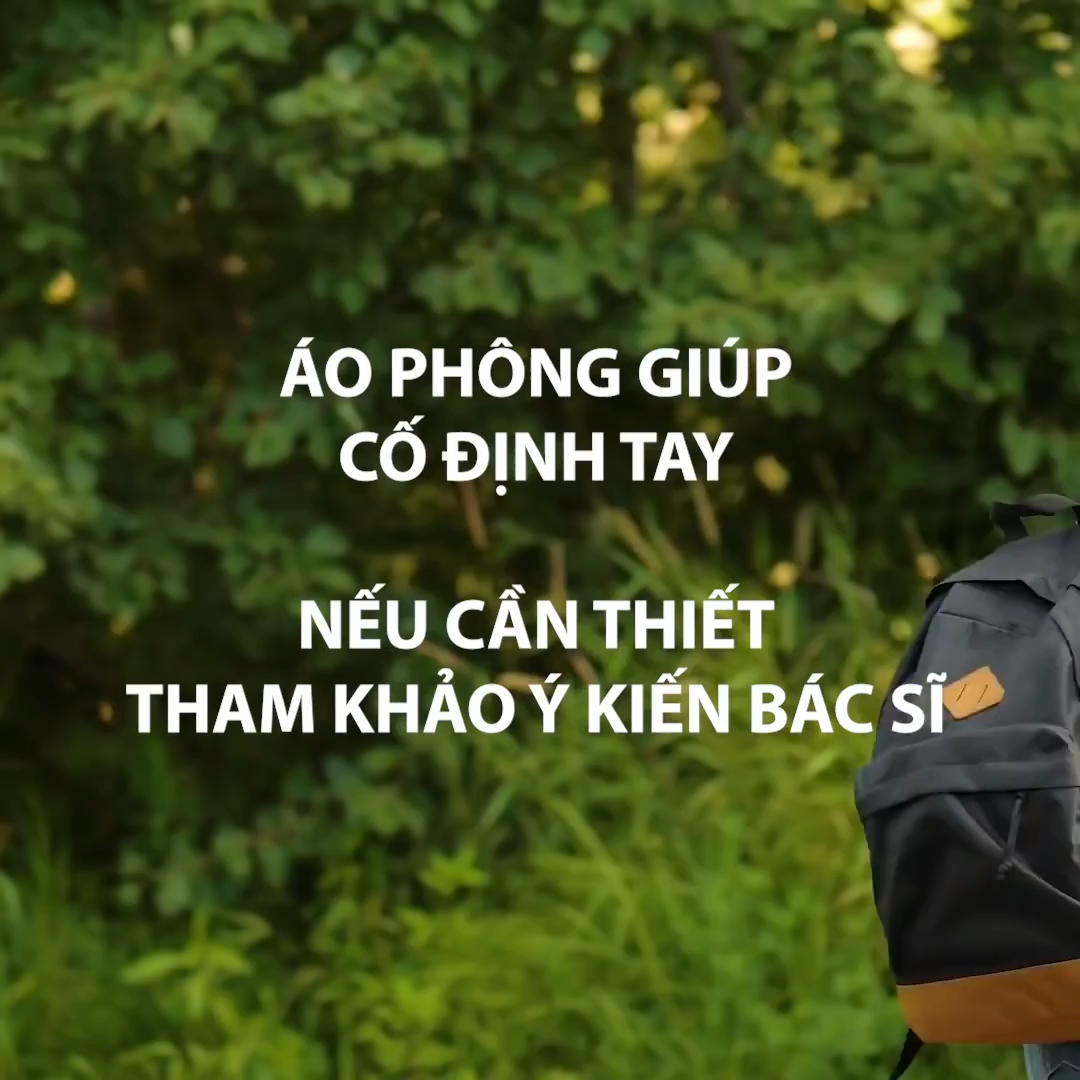 ÁO PHÔNG GIÚP
CỐ ĐỊNH TAY
NẾU CẦN THIẾT
THAM KHẢO Ý KIẾN BÁC SĨ